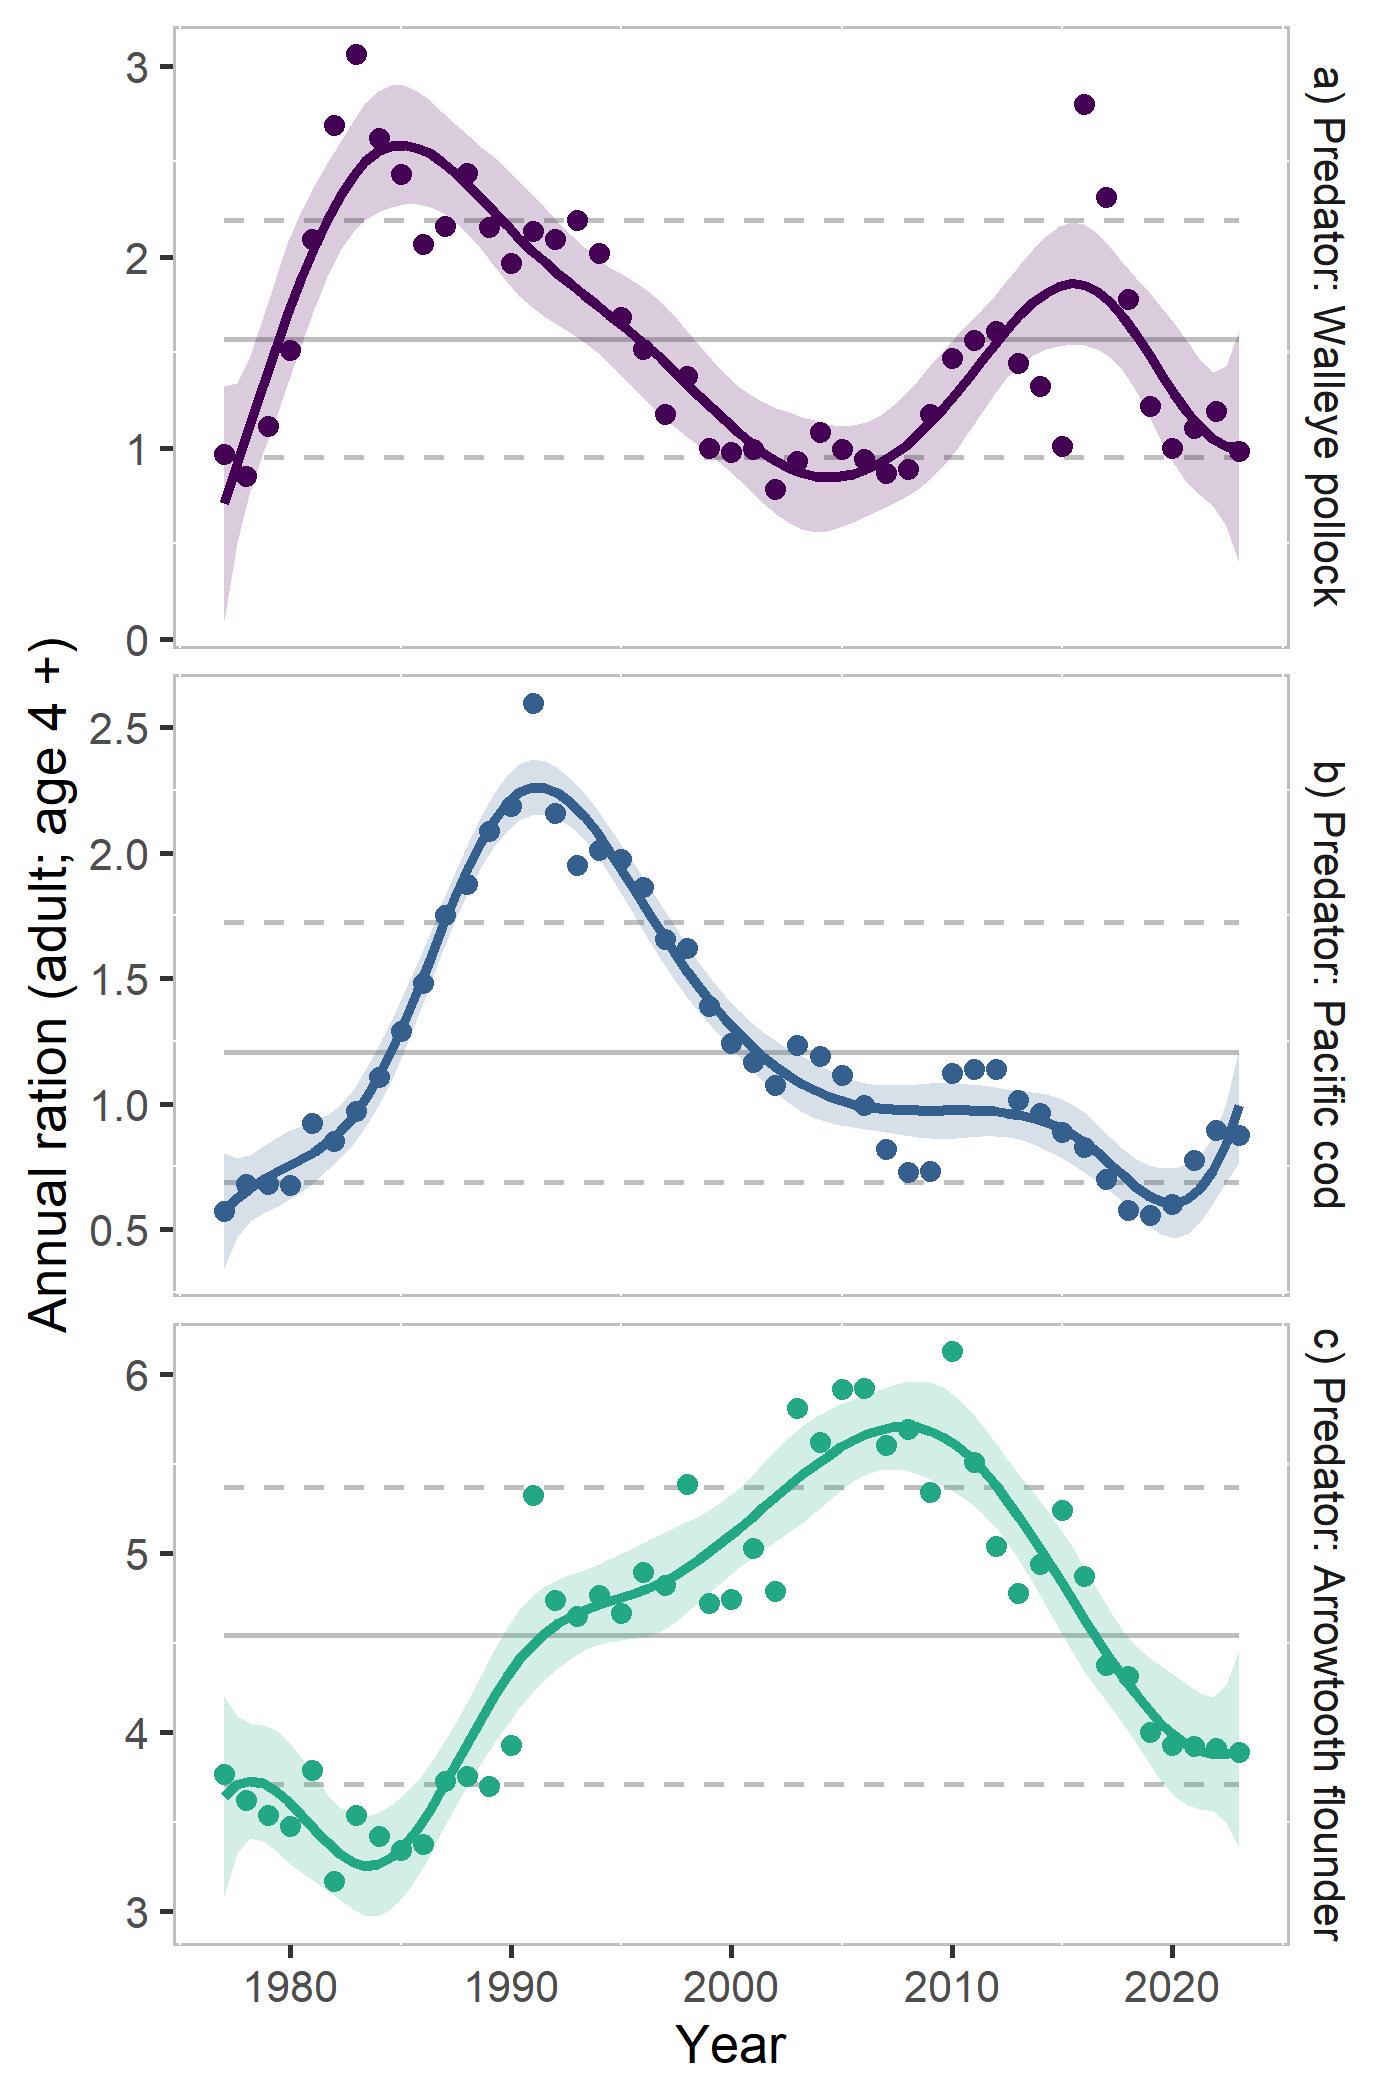 Annual ration (adult; age 4 +)
3
2
1
0
a) Predator: Walleye pollock
2.5
2.0
1.5
1.0
0.5
b) Predator: Pacific cod
6
5
4
3
c) Predator: Arrowtooth flounder
1980 1990 2000 2010 2020
Year